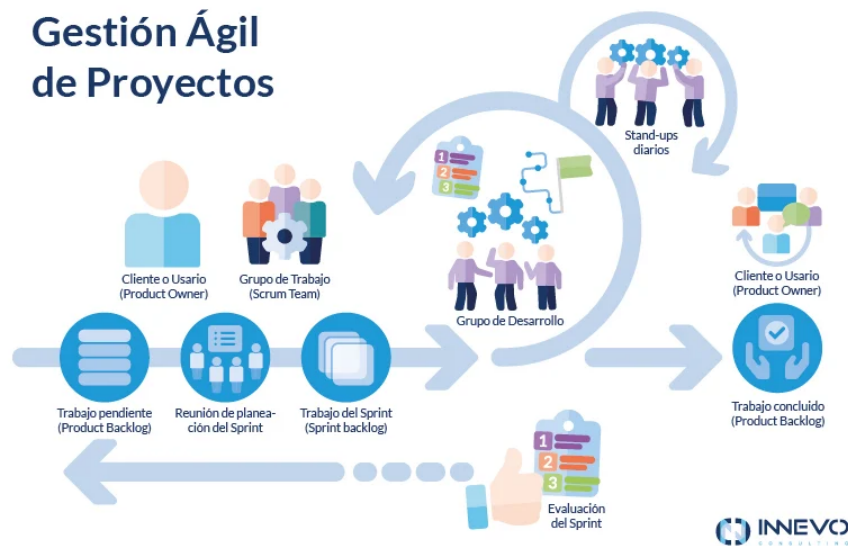 Gestión Ágil
de Proyectos
Stand-ups
diarios
1
2
3
Cliente o Usario
(Product Owner)
Grupo de Trabajo
(Scrum Team)
Grupo de Desarrollo
Cliente o Usario
(Product Owner)
Trabajo pendiente
(Product Backlog)
Reunión de planea-
ción del Sprint
Trabajo del Sprint
(Sprint backlog)
Trabajo concluido
(Product Backlog)
1
2
3
Evaluación
del Sprint
INNEVO
CONSULTING